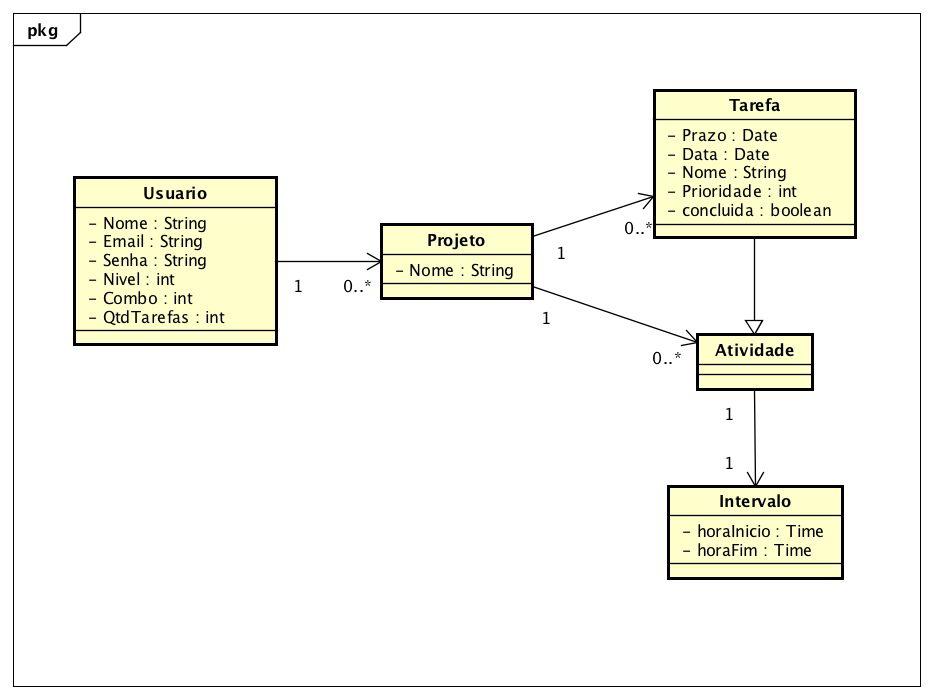 pkg
Usuario
- Nome : String
- Email : String
- Senha : String
- Nivel : int
- Combo : int
- QtdTarefas : int
1
0..*
Projeto
- Nome : String
1
0..*
Tarefa
- Prazo : Date
- Data : Date
- Nome : String
- Prioridade : int
- concluida : boolean
1
0..*
Atividade
1
1
Intervalo
- horaInicio : Time
- horaFim : Time